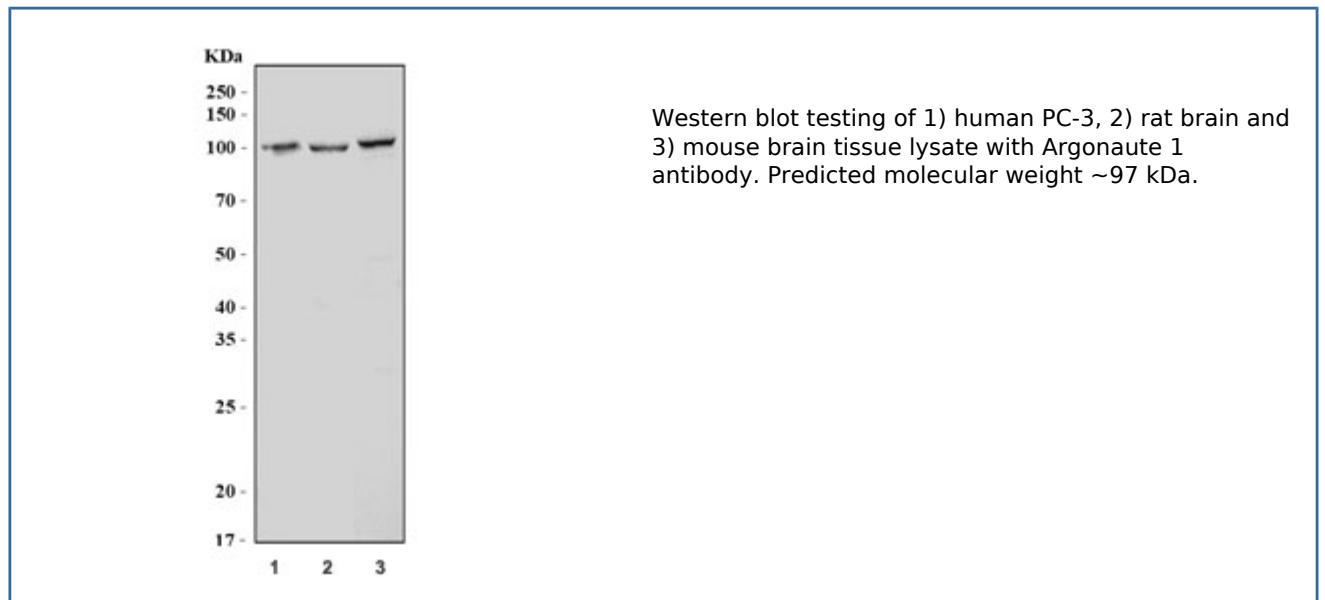 KDa
250 -
150 -
100 -
70 -
50 -
40 -
35 -
25 -
20 -
17 -
1 2 3
Western blot testing of 1) human PC-3, 2) rat brain and
3) mouse brain tissue lysate with Argonaute 1
antibody. Predicted molecular weight ~97 kDa.